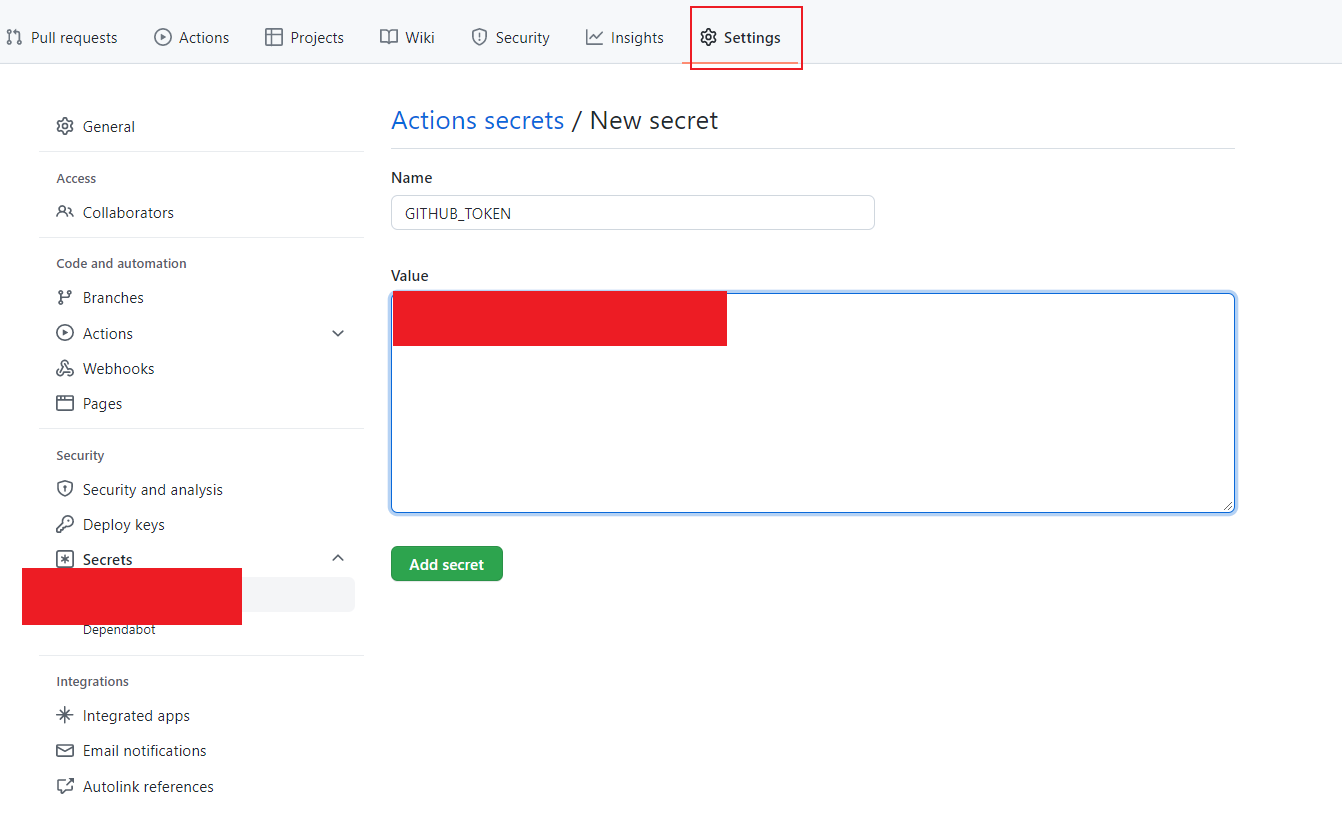 Pull requests Actions Projects Wiki Security Insights Settings
General
Access
Collaborators
Code and automation
Branches
Actions
Webhooks
Pages
Security
Security and analysis
Deploy keys
Secrets
Dependabot
Integrations
Integrated apps
Email notifications
Autolink references
Actions secrets / New secret
Name
GITHUB_TOKEN
Value
Add secret